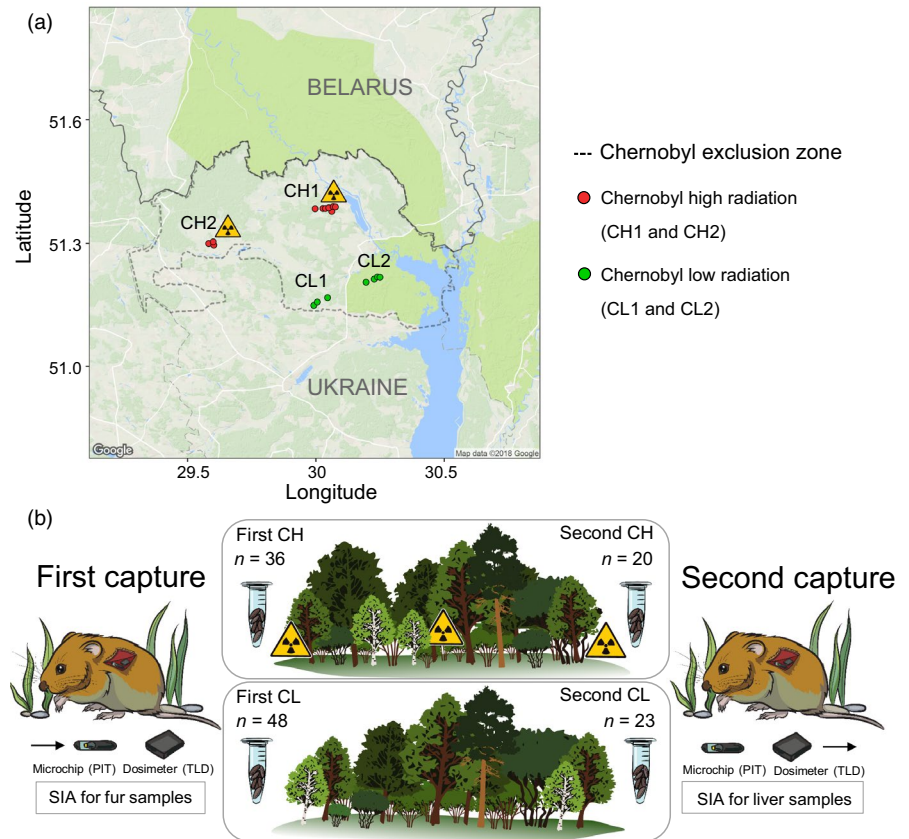 (a)
BELARUS
CH1
CH2
CL1
CL2
UKRAINE
Google
Map data ©2018 Google
51.6
51.3
51.0
Latitude
29.5
30
30.5
Longitude
Chernobyl exclusion zone
Chernobyl high radiation
(CH1 and CH2)
Chernobyl low radiation
(CL1 and CL2)
(b)
First capture
Microchip (PIT) Dosimeter (TLD)
SIA for fur samples
First CH
n = 36
Second CH
n = 20
First CL
n = 48
Second CL
n = 23
Second capture
Microchip (PIT) Dosimeter (TLD)
SIA for liver samples